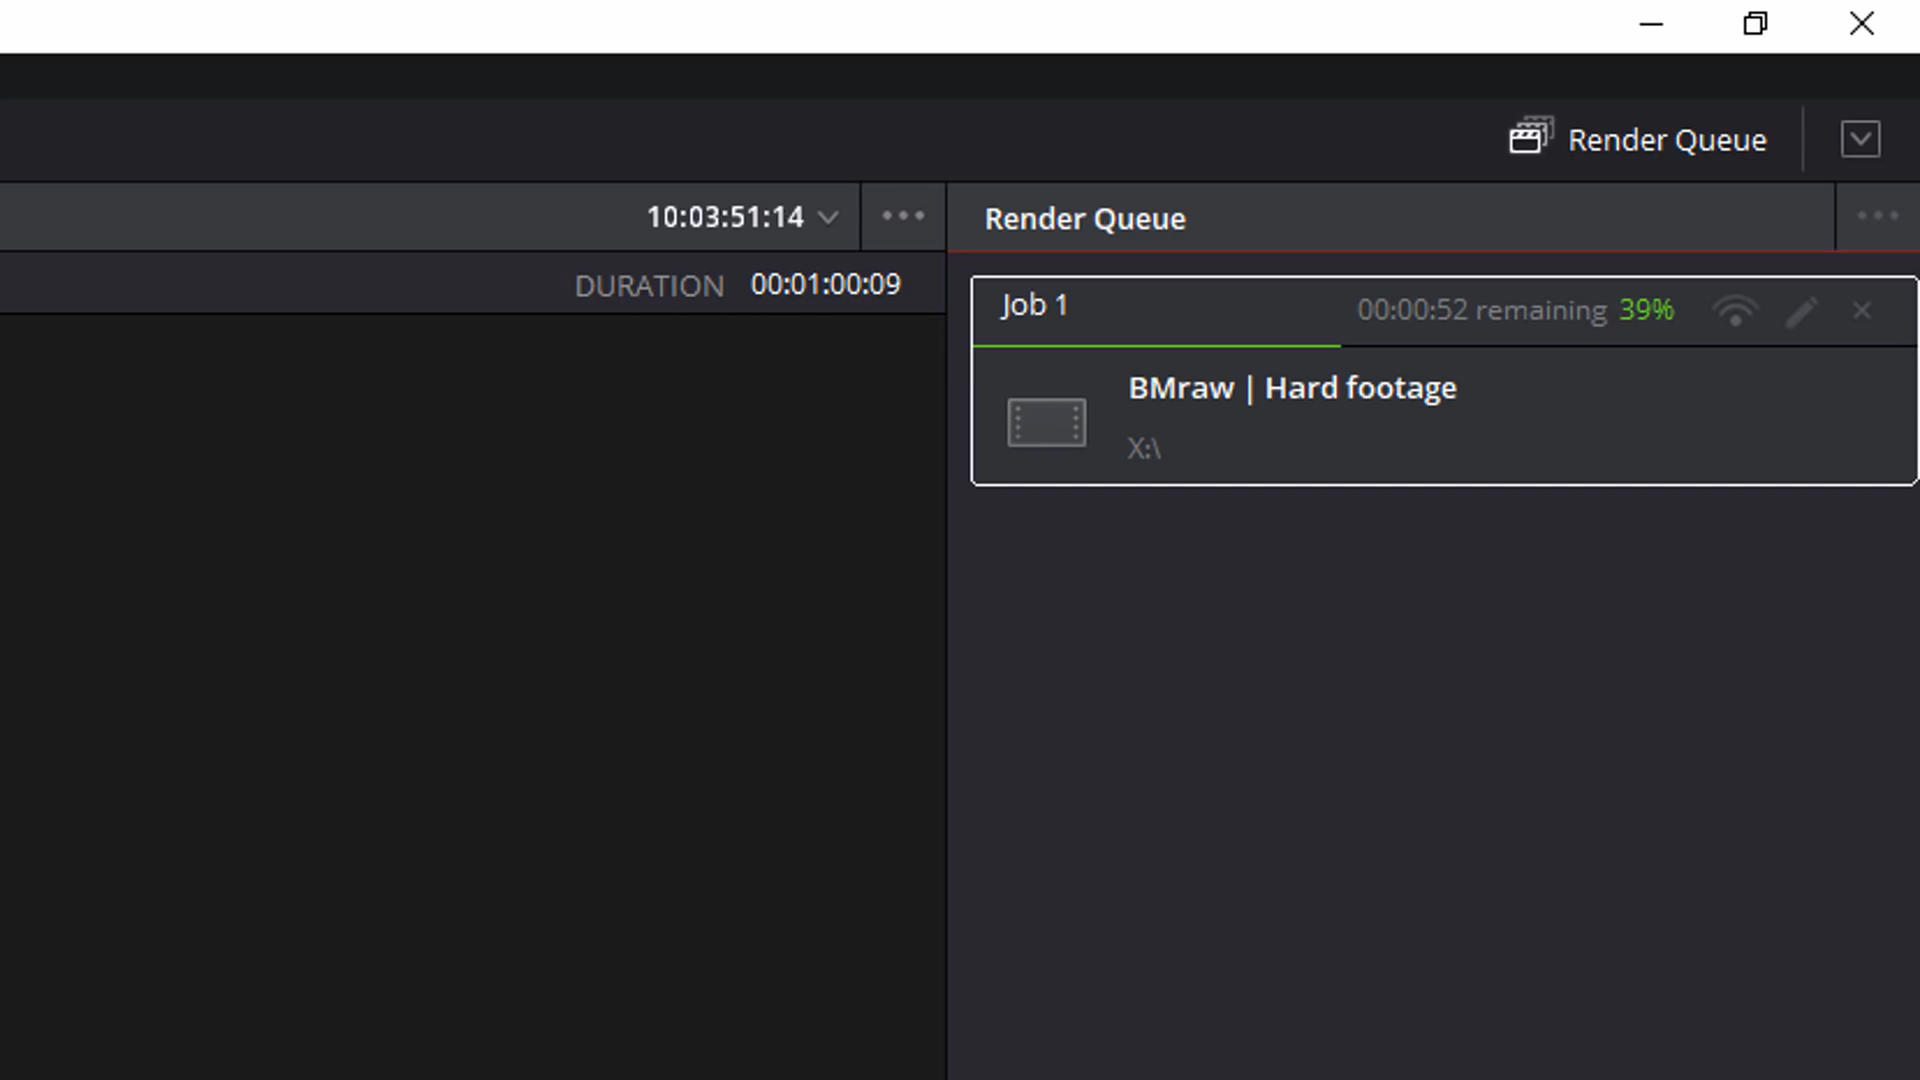 Render Queue
10:03:51:14
Render Queue
DURATION 00:01:00:09
Job 1
00:00:52 remaining 39%
BMraw | Hard footage
X:\